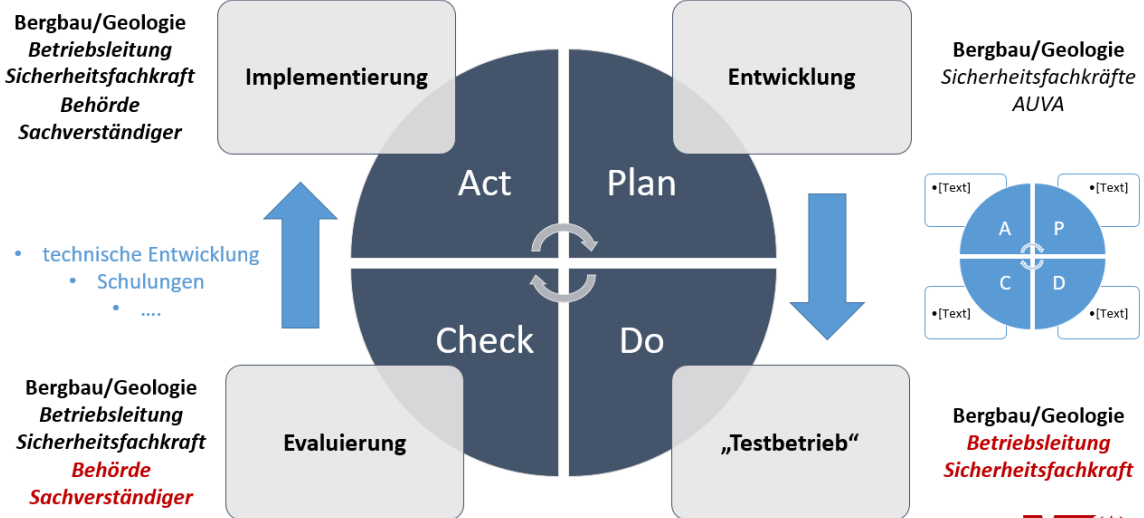 Bergbau/Geologie
Betriebsleitung
Sicherheitsfachkraft
Behörde
Sachverständiger
Implementierung
Entwicklung
Bergbau/Geologie
Sicherheitsfachkräfte
AUVA
Act
Plan
• technische Entwicklung
• Schulungen
• ....
•[Text]
•[Text]
A
P
C
D
•[Text]
•[Text]
Check
Do
Bergbau/Geologie
Betriebsleitung
Sicherheitsfachkraft
Behörde
Sachverständiger
Evaluierung
„Testbetrieb“
Bergbau/Geologie
Betriebsleitung
Sicherheitsfachkraft